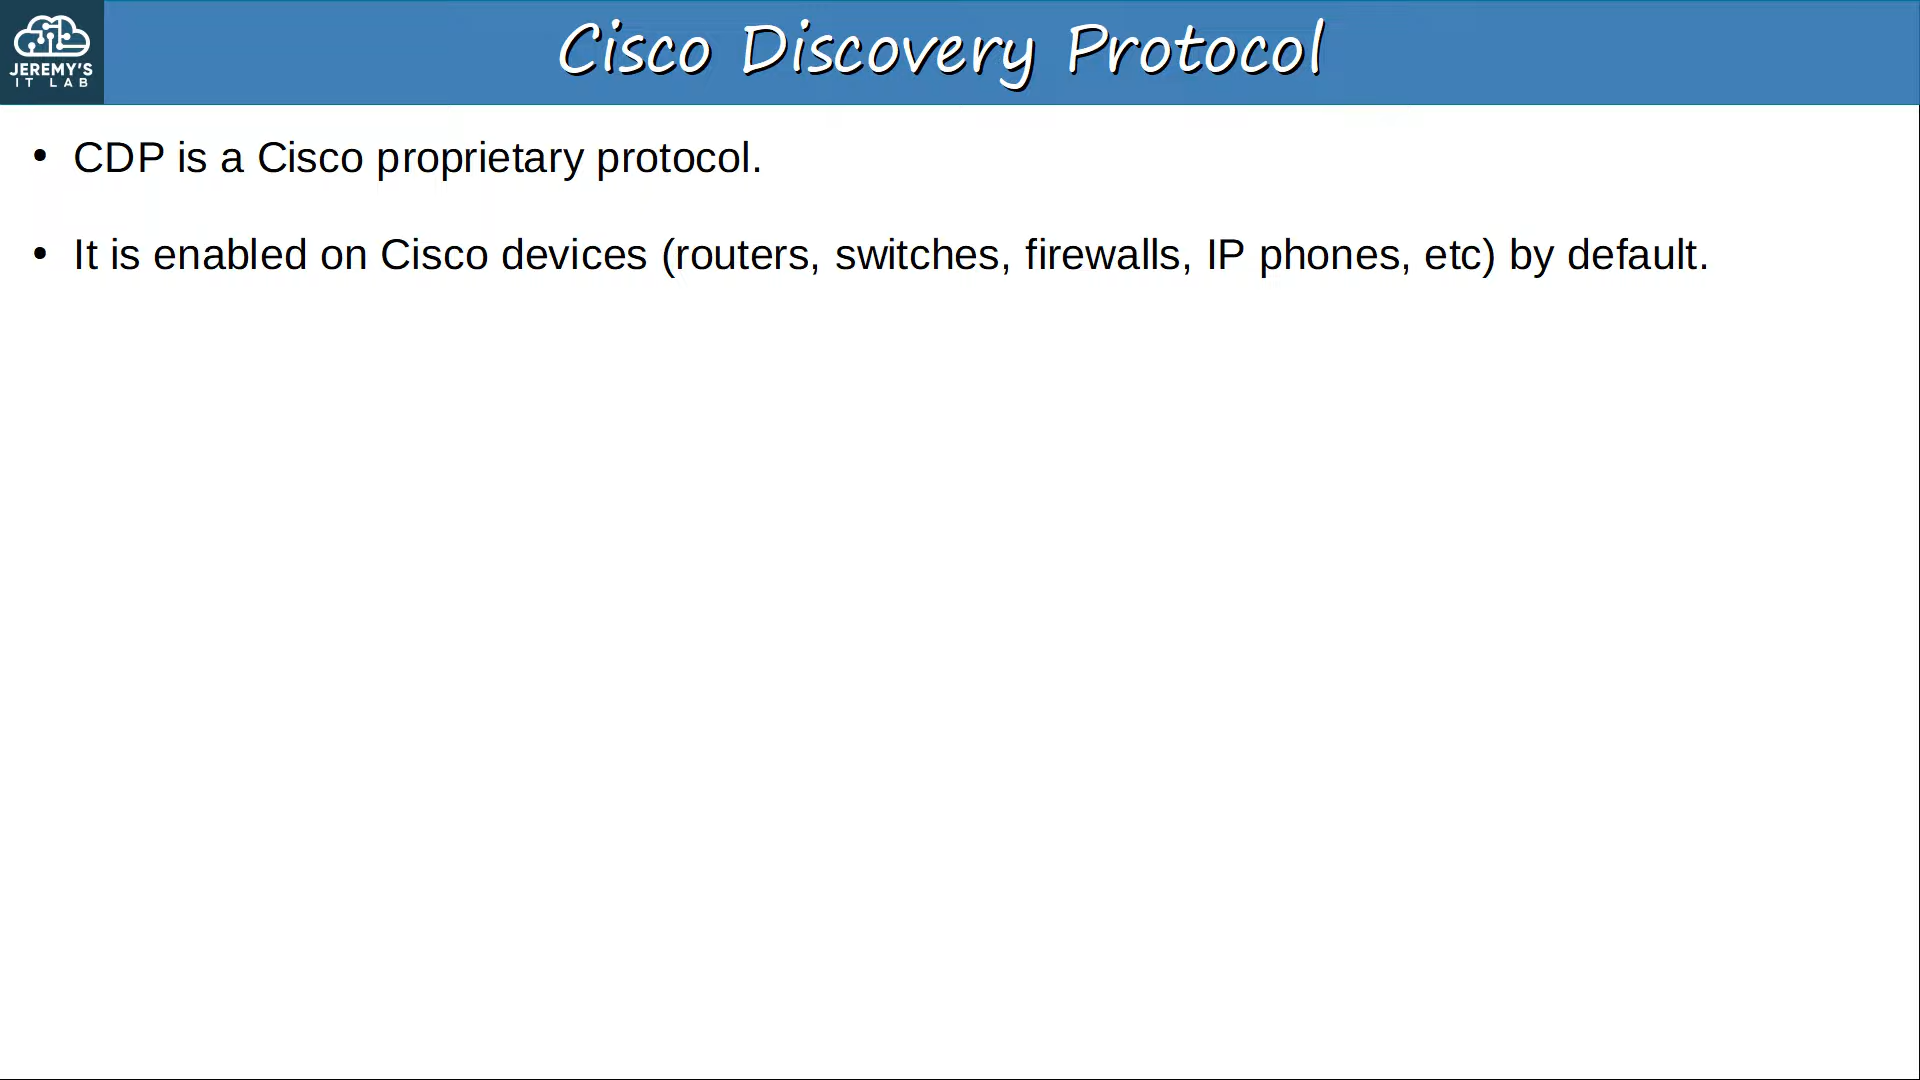 JEREMY'S
IT LAB
Cisco Discovery Protocol
• CDP is a Cisco proprietary protocol.
• It is enabled on Cisco devices (routers, switches, firewalls, IP phones, etc) by default.